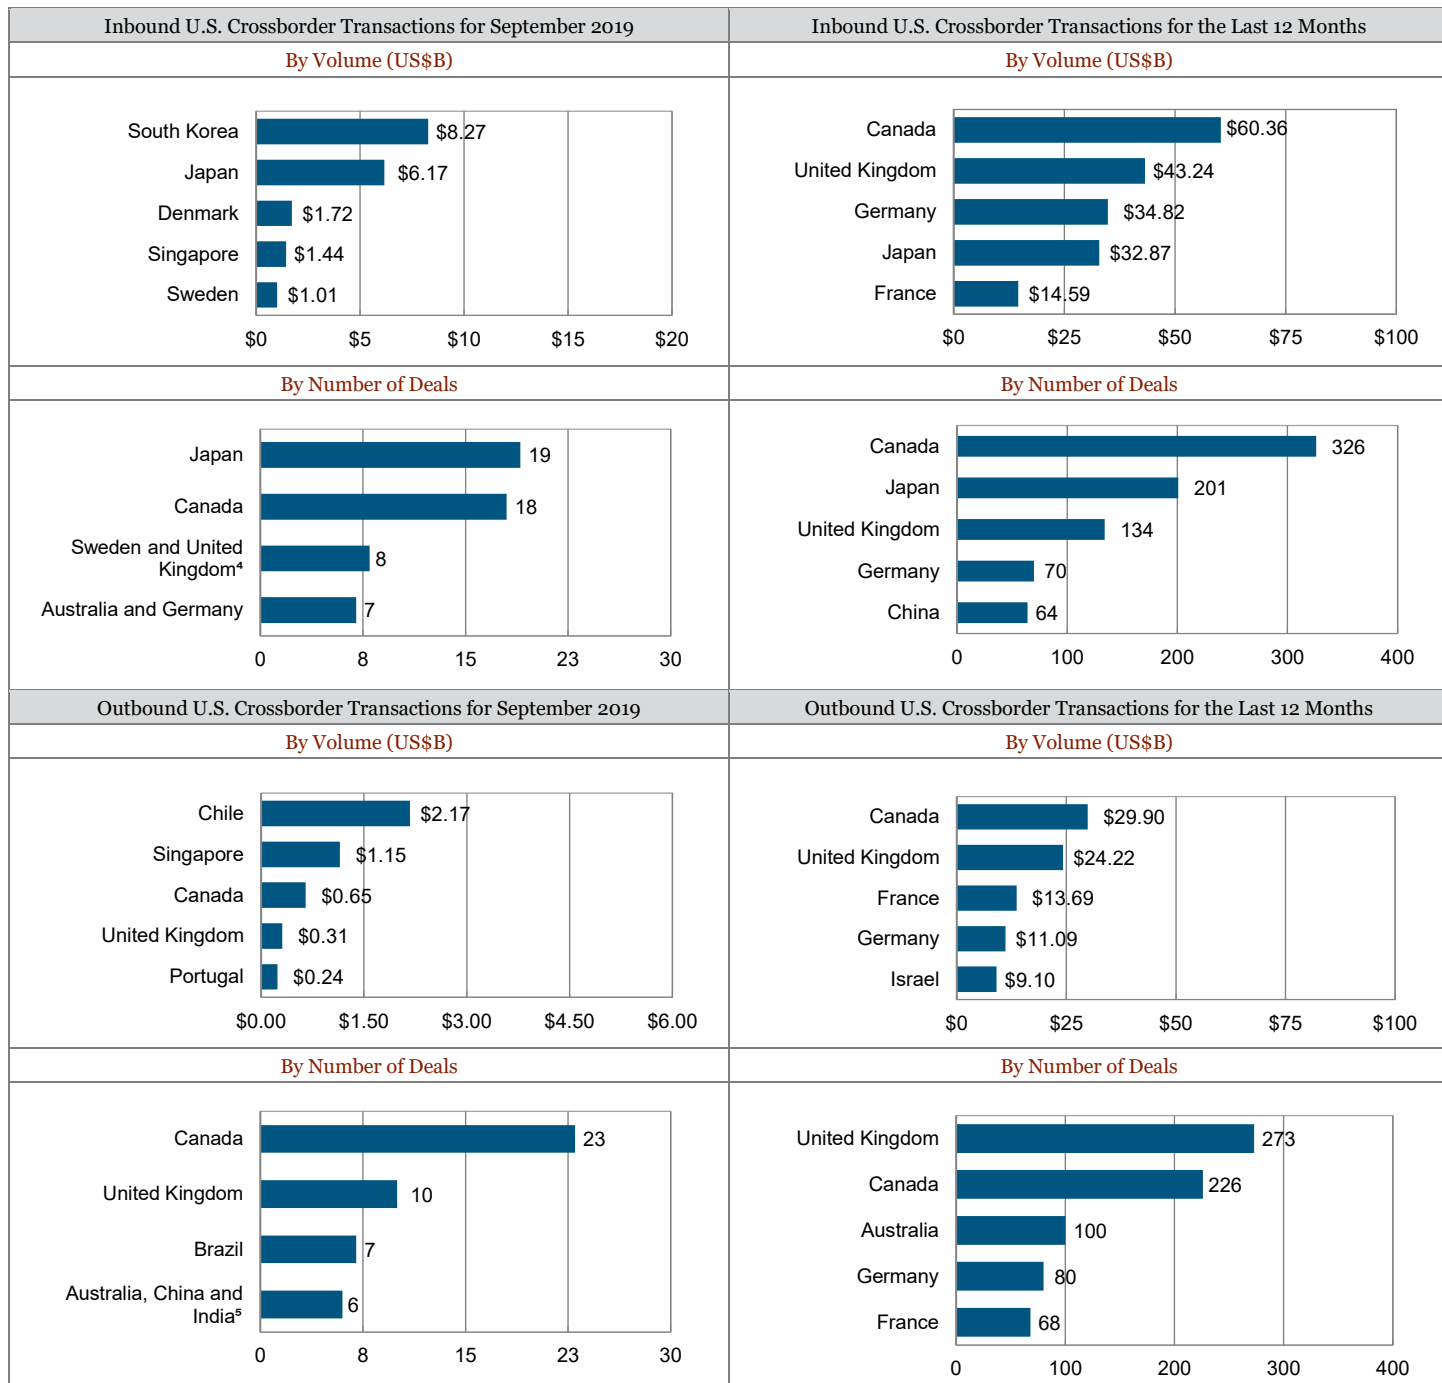 Inbound U.S. Crossborder Transactions for September 2019
By Volume (US$B)
South Korea $8.27
Japan $6.17
Denmark $1.72
Singapore $1.44
Sweden $1.01
$0 $5 $10 $15 $20
By Number of Deals
Japan 19
Canada 18
Sweden and United
Kingdom⁴ 8
Australia and Germany 7
0 8 15 23 30
Inbound U.S. Crossborder Transactions for the Last 12 Months
By Volume (US$B)
Canada $60.36
United Kingdom $43.24
Germany $34.82
Japan $32.87
France $14.59
$0 $25 $50 $75 $100
By Number of Deals
Canada 326
Japan 201
United Kingdom 134
Germany 70
China 64
0 100 200 300 400
Outbound U.S. Crossborder Transactions for September 2019
By Volume (US$B)
Chile $2.17
Singapore $1.15
Canada $0.65
United Kingdom $0.31
Portugal $0.24
$0.00 $1.50 $3.00 $4.50 $6.00
By Number of Deals
Canada 23
United Kingdom 10
Brazil 7
Australia, China and
India⁵ 6
0 8 15 23 30
Outbound U.S. Crossborder Transactions for the Last 12 Months
By Volume (US$B)
Canada $29.90
United Kingdom $24.22
France $13.69
Germany $11.09
Israel $9.10
$0 $25 $50 $75 $100
By Number of Deals
United Kingdom 273
Canada 226
Australia 100
Germany 80
France 68
0 100 200 300 400